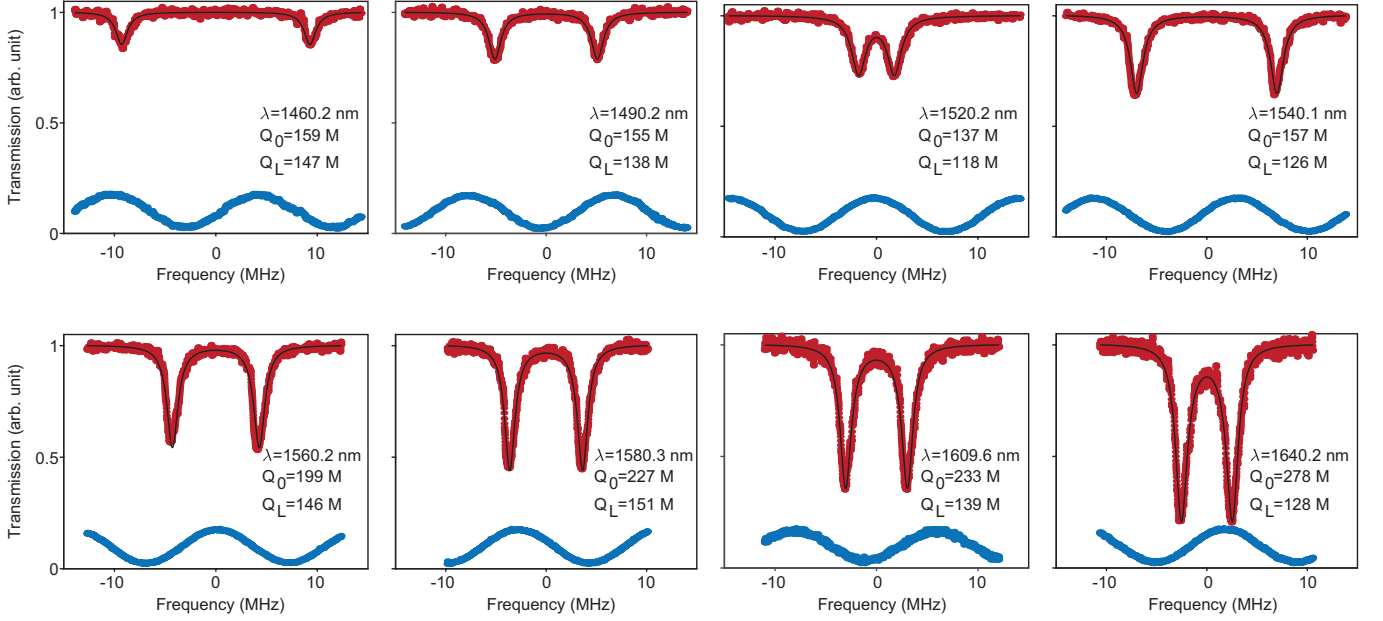 Transmission (arb. unit)
1
0.5
0
λ=1460.2 nm
Q0=159 M
QL=147 M
-10
0
10
Frequency (MHz)
λ=1490.2 nm
Q0=155 M
QL=138 M
-10
0
10
Frequency (MHz)
λ=1520.2 nm
Q0=137 M
QL=118 M
-10
0
10
Frequency (MHz)
λ=1540.1 nm
Q0=157 M
QL=126 M
-10
0
10
Frequency (MHz)
Transmission (arb. unit)
1
0.5
0
λ=1560.2 nm
Q0=199 M
QL=146 M
-10
0
10
Frequency (MHz)
λ=1580.3 nm
Q0=227 M
QL=151 M
-10
0
10
Frequency (MHz)
λ=1609.6 nm
Q0=233 M
QL=139 M
-10
0
10
Frequency (MHz)
λ=1640.2 nm
Q0=278 M
QL=128 M
-10
0
10
Frequency (MHz)